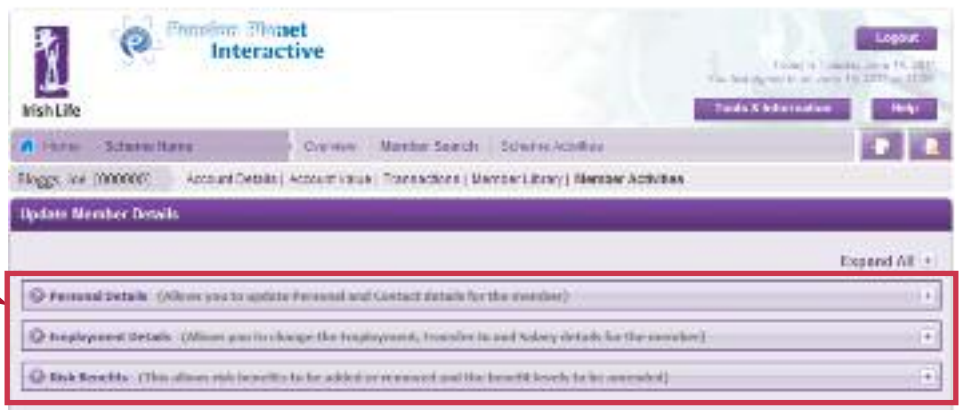 Pension Planet
Interactive
Irish Life
Logout
Tools & Information
Help
Home
Scheme Name
Overview
Member Search
Scheme Activities
Bloggs, Joe (000000)
Account Details | Account Value | Transactions | Member Library | Member Activities
Update Member Details
Expand All +
Personal Details (Allows you to update Personal and Contact details for the member) +
Employment Details (Allows you to change the Employment, Transfer In and Salary details for the member) +
Risk Benefits (This allows risk benefits to be added or removed and the benefit levels to be amended) +